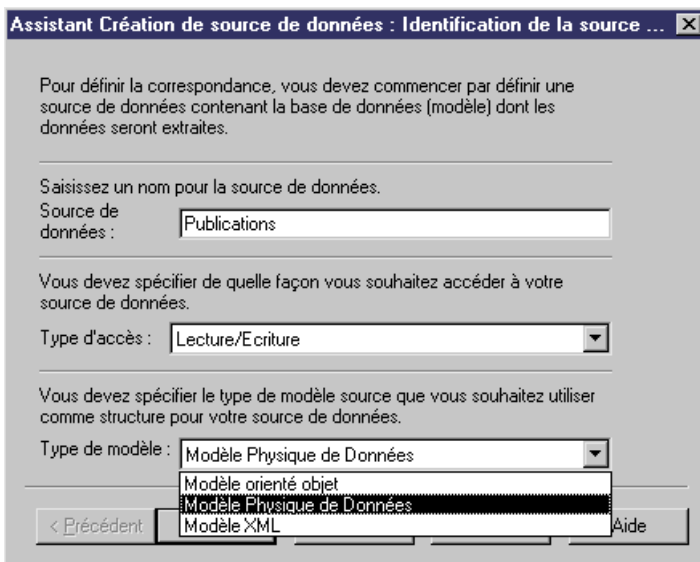 Assistant Création de source de données : Identification de la source ...
Pour définir la correspondance, vous devez commencer par définir une
source de données contenant la base de données (modèle) dont les
données seront extraites.
Saisissez un nom pour la source de données.
Source de
données :
Publications
Vous devez spécifier de quelle façon vous souhaitez accéder à votre
source de données.
Type d'accès :
Lecture/Ecriture
Vous devez spécifier le type de modèle source que vous souhaitez utiliser
comme structure pour votre source de données.
Type de modèle :
Modèle Physique de Données
Modèle orienté objet
Modèle Physique de Données
Modèle XML
< Précédent
Aide